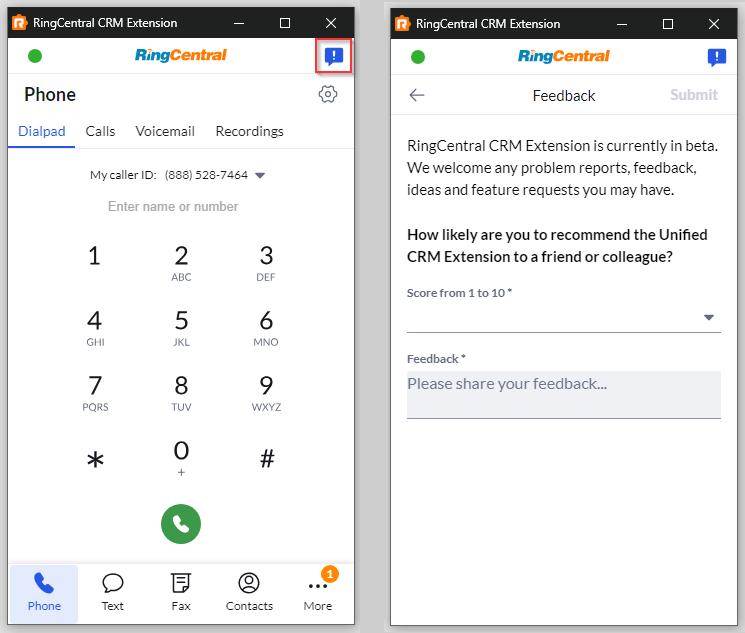 RingCentral CRM Extension
RingCentral
Phone
Dialpad Calls Voicemail Recordings
My caller ID: (888) 528-7464
Enter name or number
1 2 3
ABC DEF
4 5 6
GHI JKL MNO
7 8 9
PQRS TUV WXYZ
* 0 #
+
1
Phone Text Fax Contacts More
RingCentral CRM Extension
RingCentral
Feedback Submit
RingCentral CRM Extension is currently in beta.
We welcome any problem reports, feedback,
ideas and feature requests you may have.
How likely are you to recommend the Unified
CRM Extension to a friend or colleague?
Score from 1 to 10 *
Feedback *
Please share your feedback...